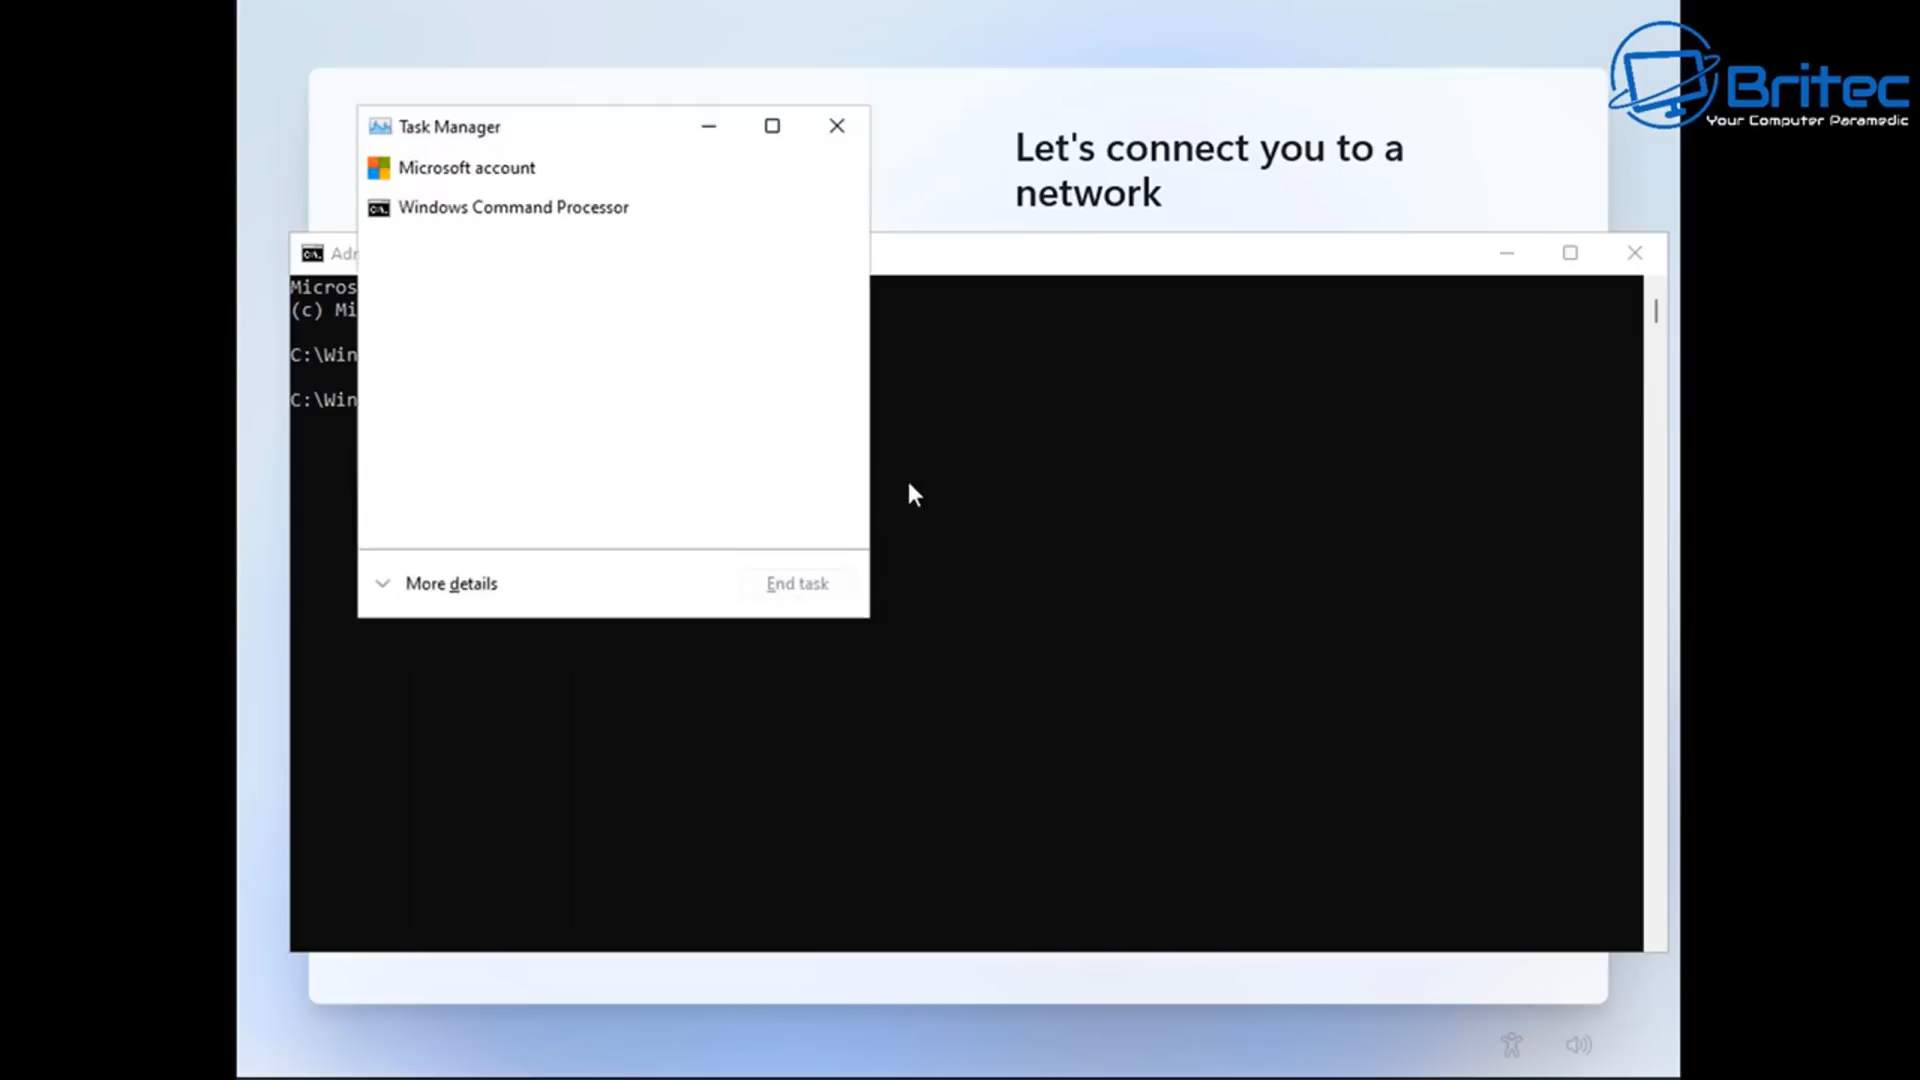 Britec
Your Computer Paramedic
Task Manager
Let's connect you to a
network
Microsoft account
Windows Command Processor
Adr
Micros
(c) Mi
C:\Win
C:\Win
More details
End task